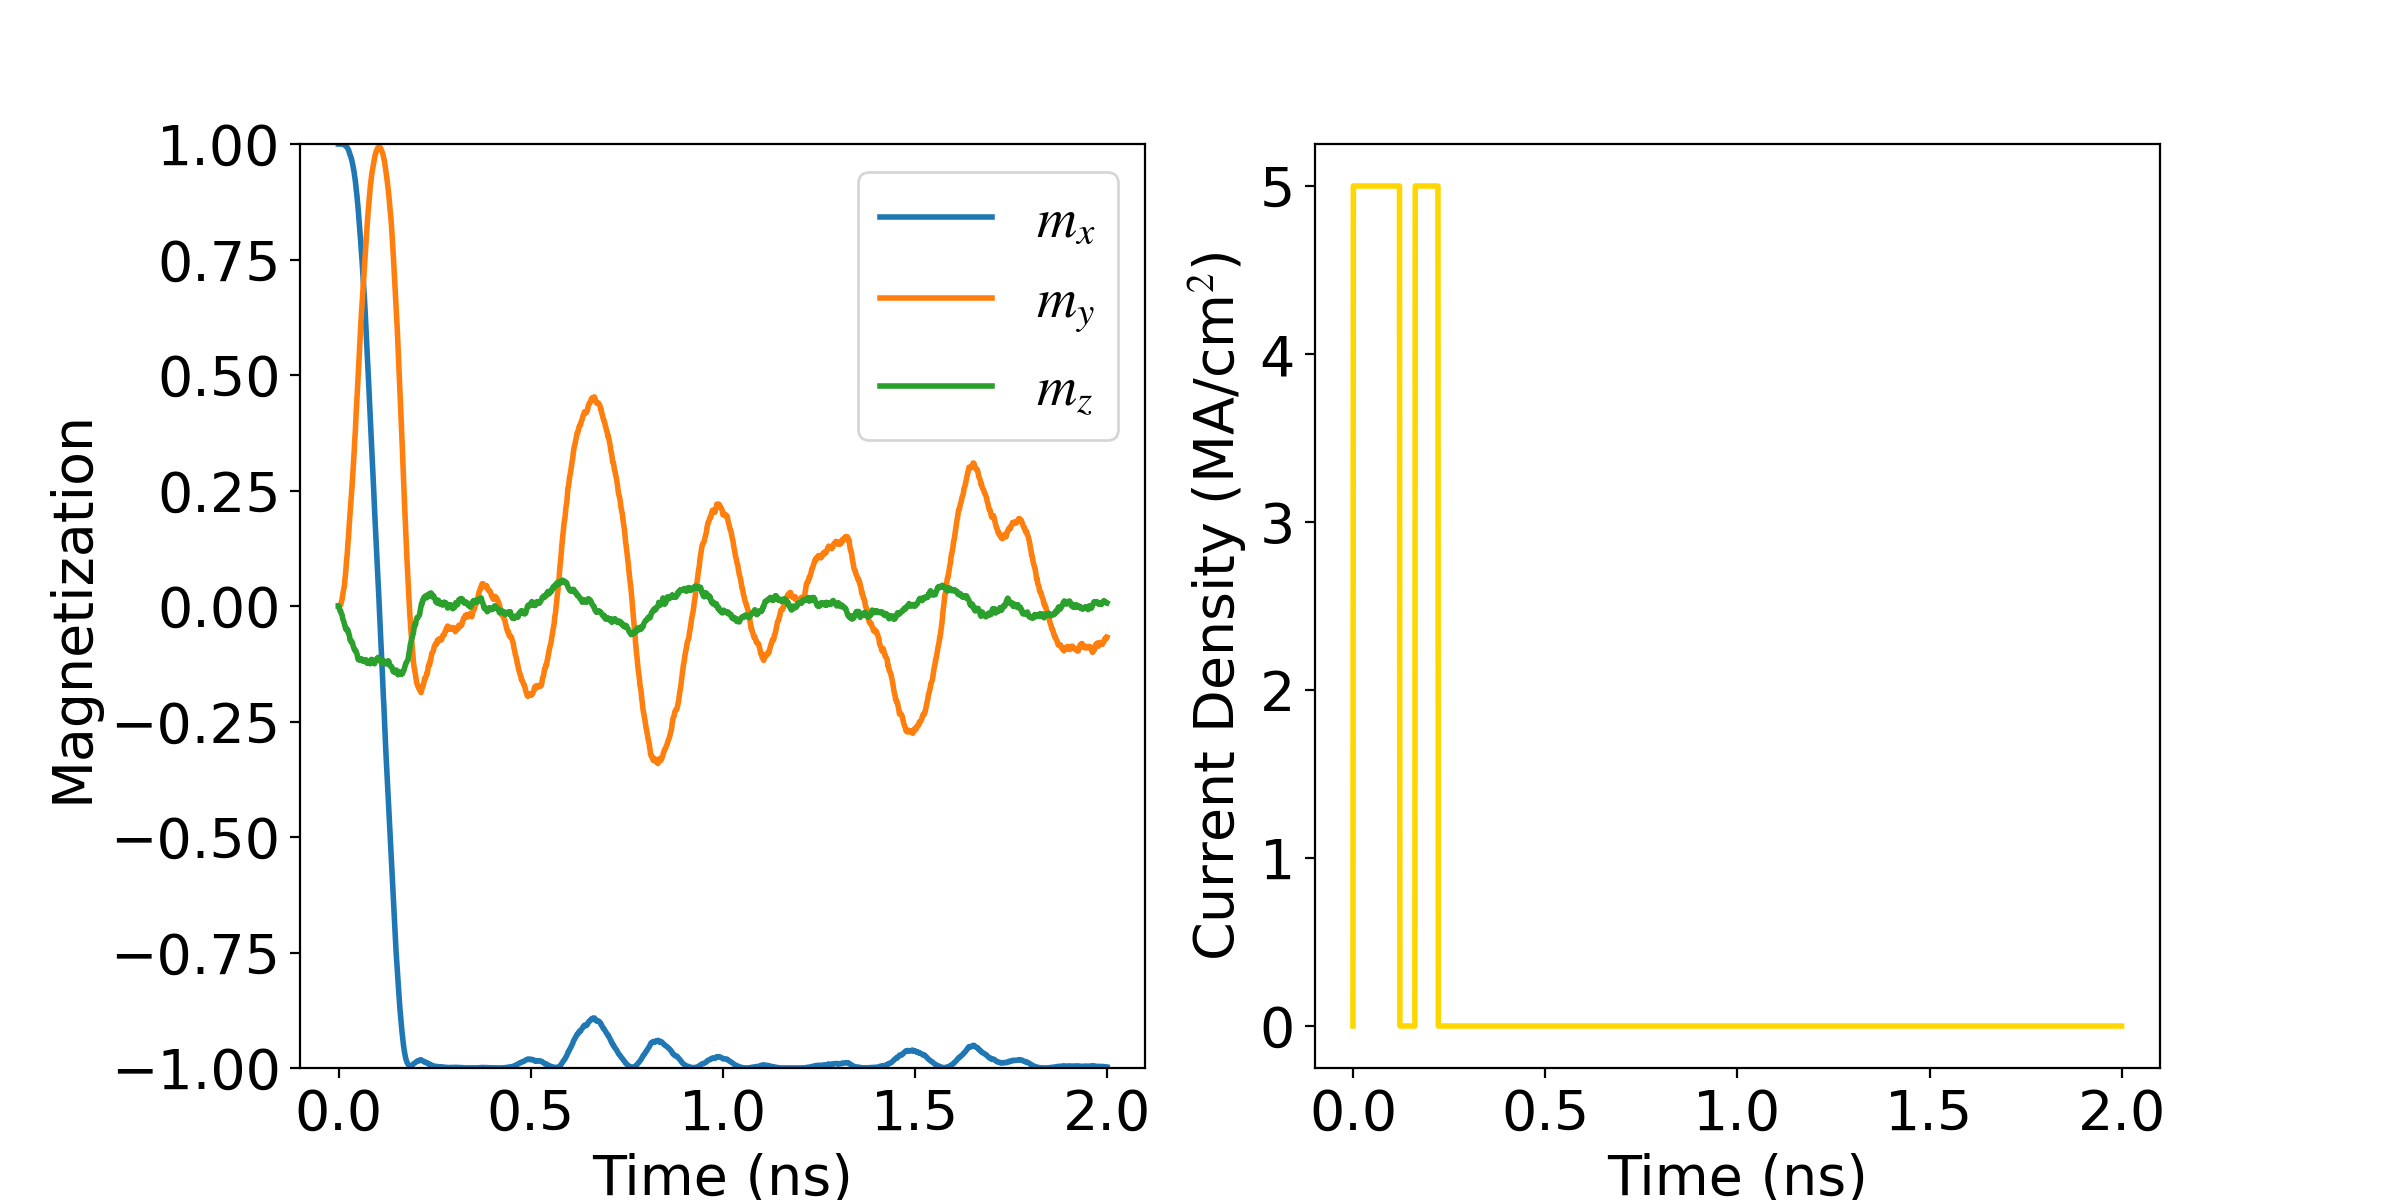 1.00
0.75
0.50
0.25
0.00
−0.25
−0.50
−0.75
−1.00
Magnetization
0.0 0.5 1.0 1.5 2.0
Time (ns)
m_x
m_y
m_z
5
4
3
2
1
0
Current Density (MA/cm²)
0.0 0.5 1.0 1.5 2.0
Time (ns)